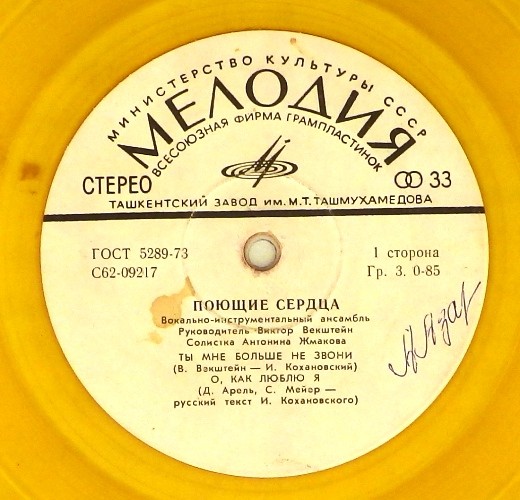 МИНИСТЕРСТВО КУЛЬТУРЫ СССР
МЕЛОДИЯ
ВСЕСОЮЗНАЯ ФИРМА ГРАМПЛАСТИНОК
СТЕРЕО
33
ТАШКЕНТСКИЙ ЗАВОД ИМ. М. Т. ТАШМУХАМЕДОВА
ГОСТ 5289-73
1 сторона
С62-09217
Гр. 3. 0-85
ПОЮЩИЕ СЕРДЦА
Вокально-инструментальный ансамбль
Руководитель Виктор Векштейн
Солистка Антонина Жмакова
ТЫ МНЕ БОЛЬШЕ НЕ ЗВОНИ
(В. Векштейн — И. Кохановский)
О, КАК ЛЮБЛЮ Я
(Д. Арель, С. Мейер —
русский текст И. Кохановского)